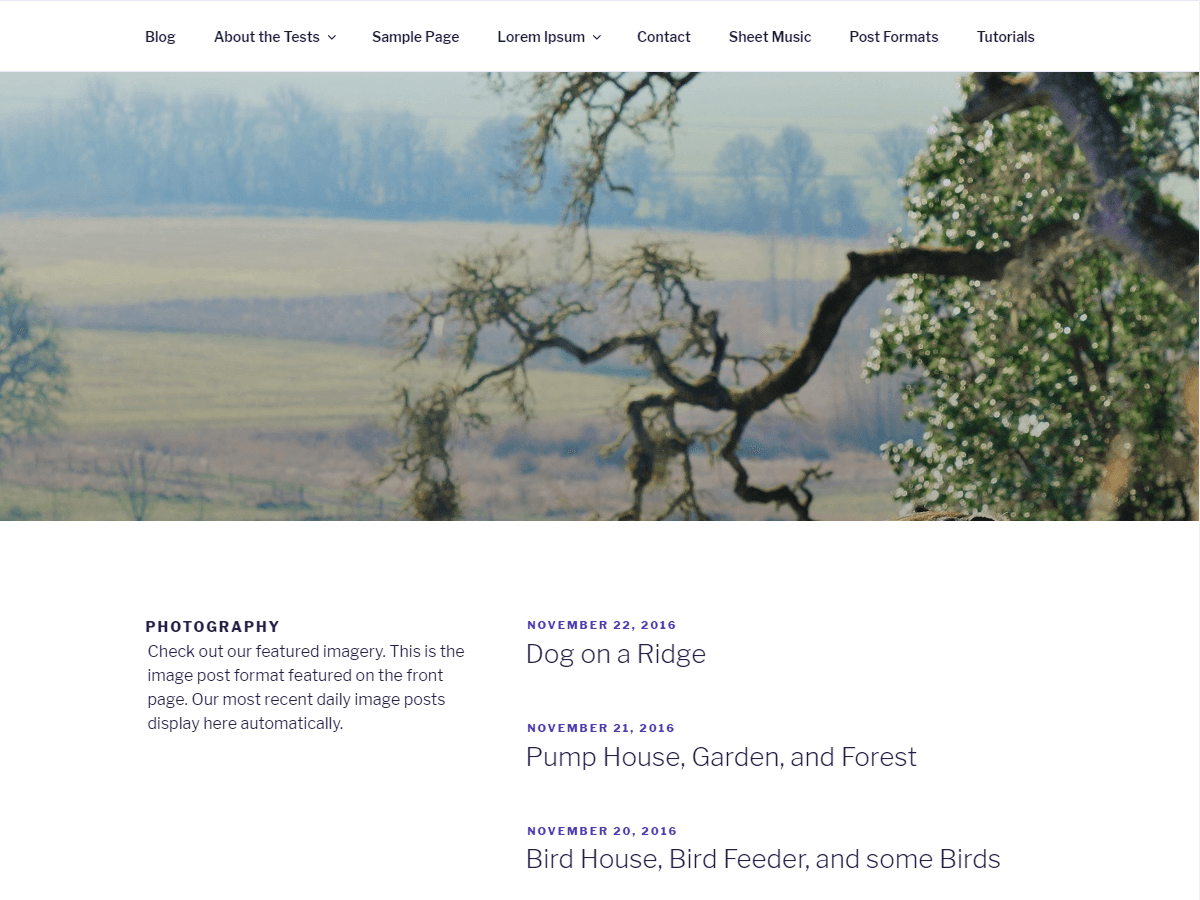 Blog About the Tests Sample Page Lorem Ipsum Contact Sheet Music Post Formats Tutorials
PHOTOGRAPHY
Check out our featured imagery. This is the
image post format featured on the front
page. Our most recent daily image posts
display here automatically.
NOVEMBER 22, 2016
Dog on a Ridge
NOVEMBER 21, 2016
Pump House, Garden, and Forest
NOVEMBER 20, 2016
Bird House, Bird Feeder, and some Birds